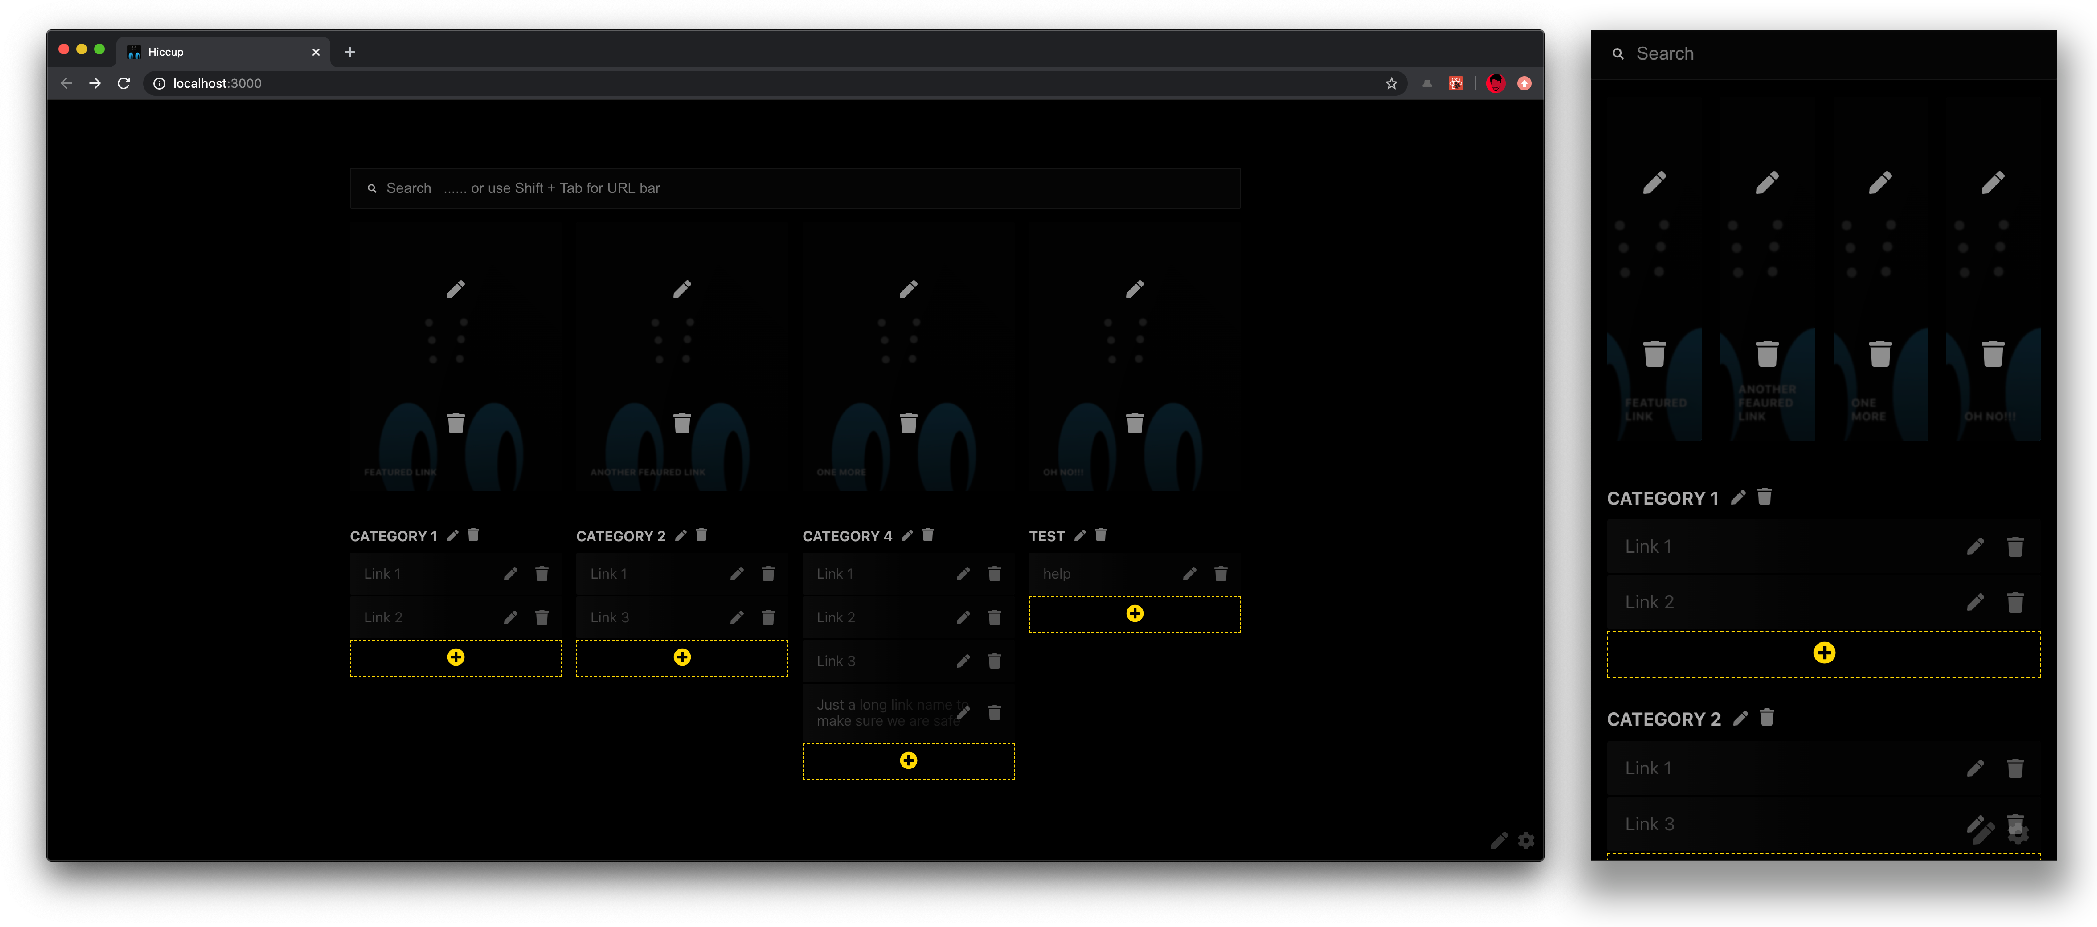 Hiccup
localhost:3000
Search ...... or use Shift + Tab for URL bar
FEATURED LINK
ANOTHER FEAURED LINK
ONE MORE
OH NO!!!
CATEGORY 1
Link 1
Link 2
CATEGORY 2
Link 1
Link 3
CATEGORY 4
Link 1
Link 2
Link 3
Just a long link name to
make sure we are safe
TEST
help
Search
FEATURED
LINK
ANOTHER
FEAURED
LINK
ONE
MORE
OH NO!!!
CATEGORY 1
Link 1
Link 2
CATEGORY 2
Link 1
Link 3